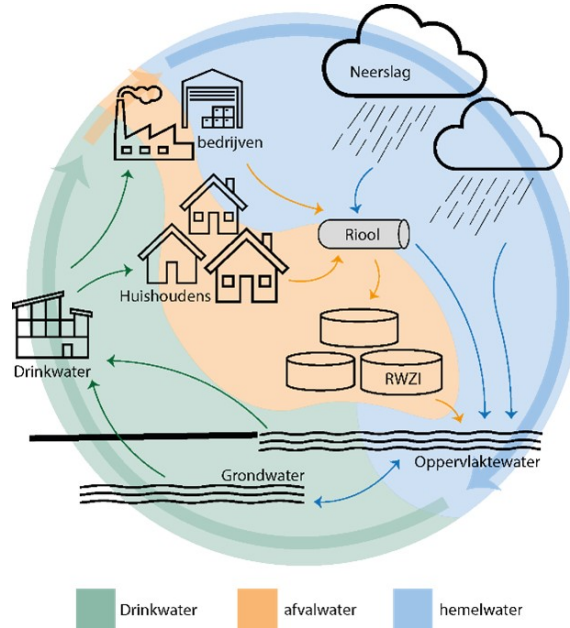 Neerslag
bedrijven
Riool
Huishoudens
Drinkwater
RWZI
Grondwater
Oppervlaktewater
Drinkwater
afvalwater
hemelwater